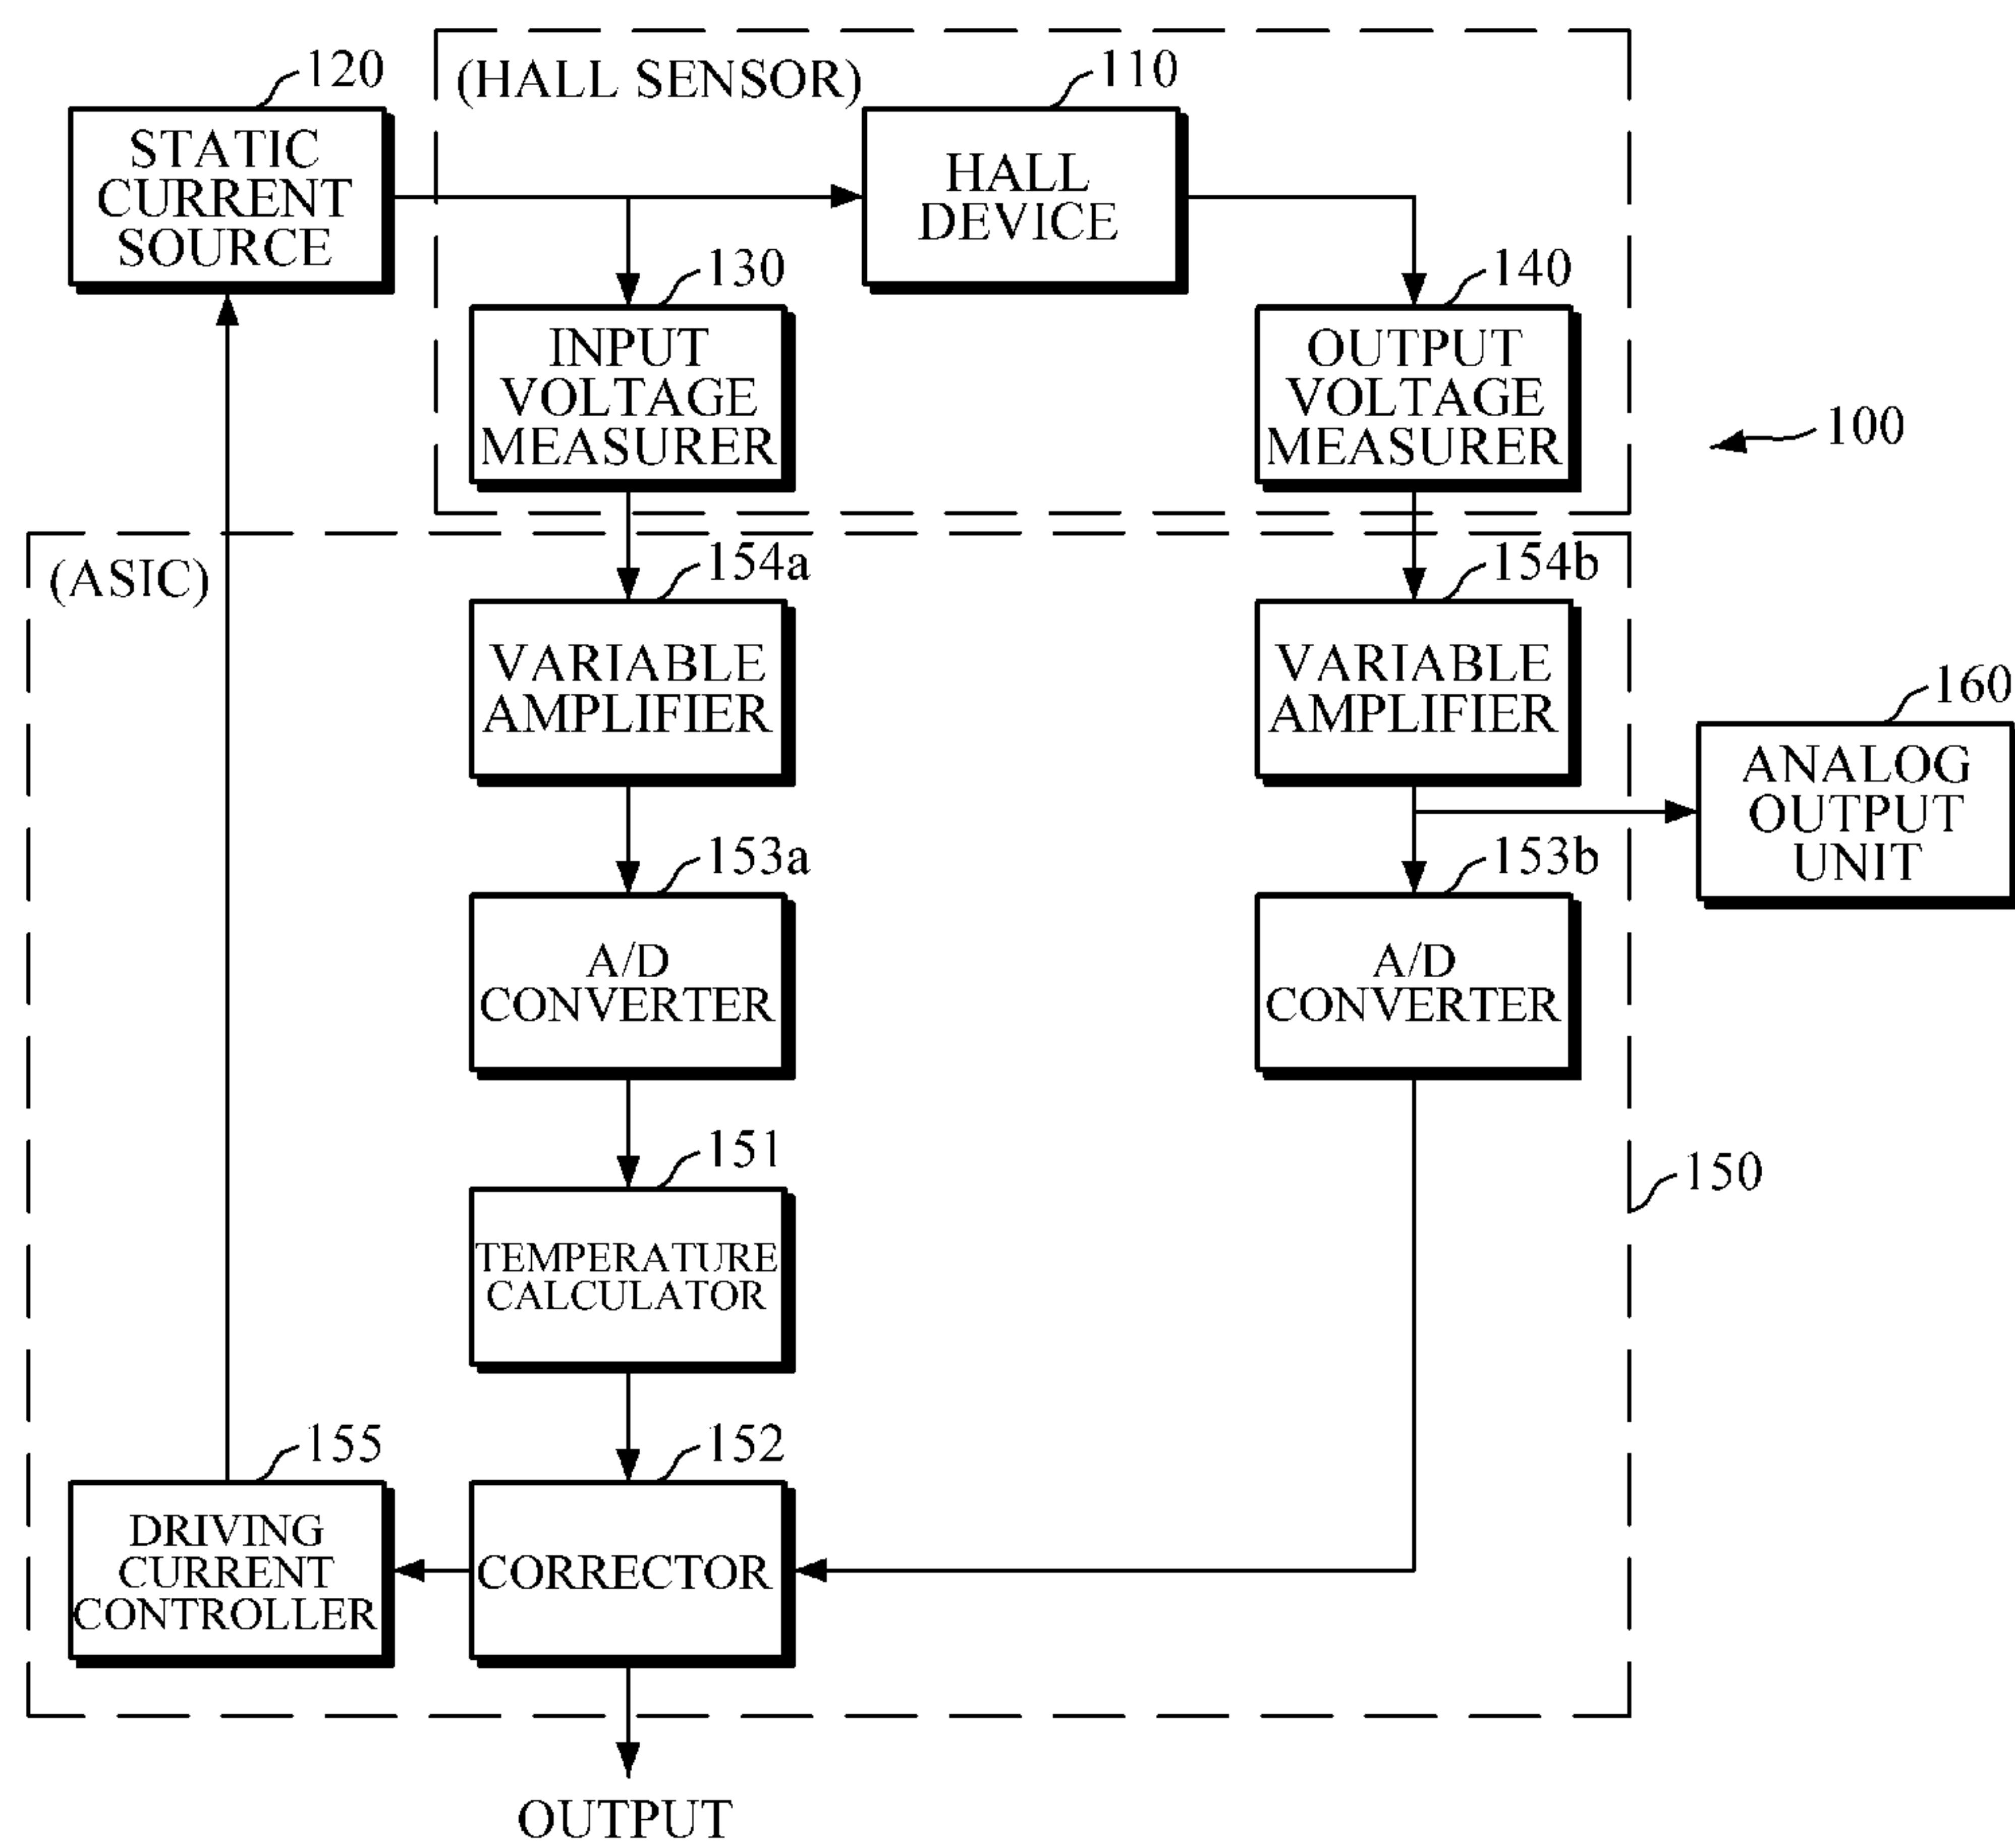 120
(HALL SENSOR)
110
STATIC
CURRENT
SOURCE
HALL
DEVICE
130
140
INPUT
VOLTAGE
MEASURER
OUTPUT
VOLTAGE
MEASURER
100
(ASIC)
154a
154b
VARIABLE
AMPLIFIER
VARIABLE
AMPLIFIER
160
ANALOG
OUTPUT
UNIT
153a
153b
A/D
CONVERTER
A/D
CONVERTER
151
150
TEMPERATURE
CALCULATOR
155
152
DRIVING
CURRENT
CONTROLLER
CORRECTOR
OUTPUT